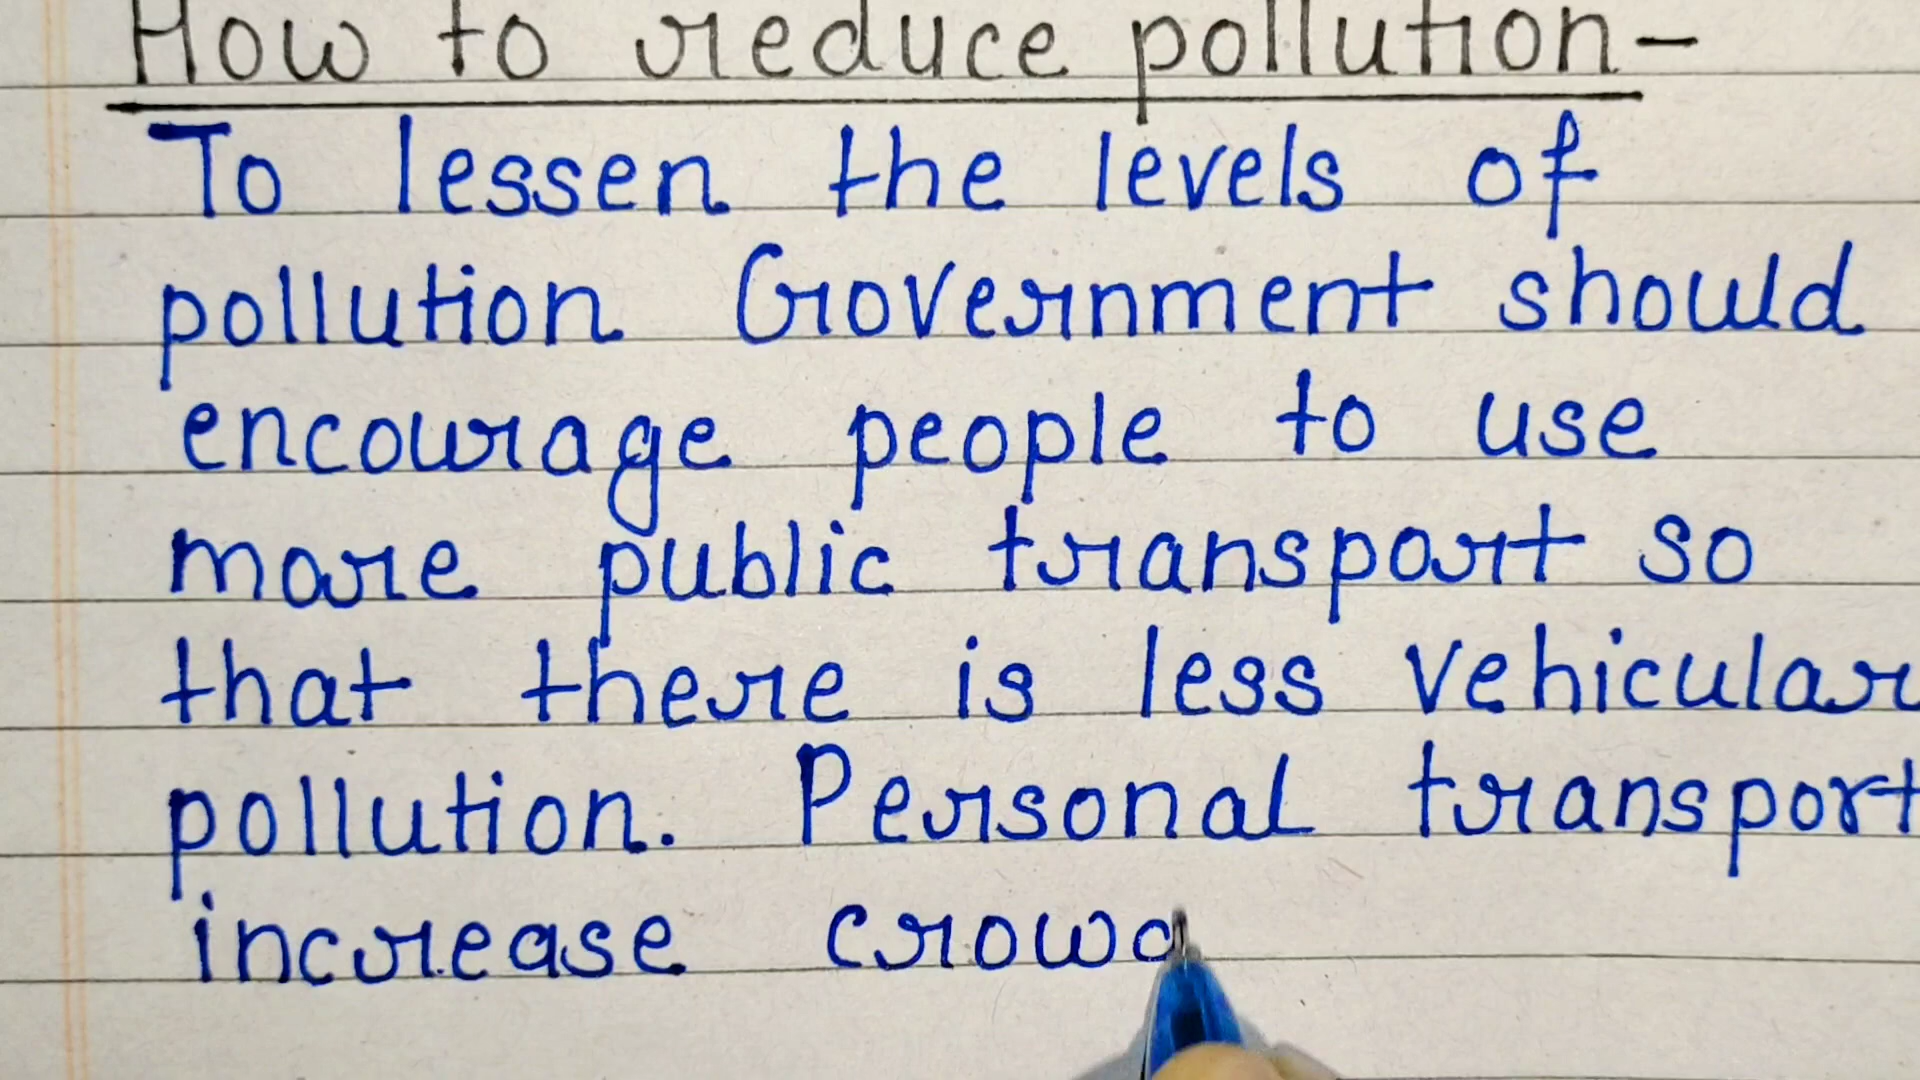 How to reduce pollution-
To lessen the levels of
pollution Government should
encourage people to use
more public transport so
that there is less vehicular
pollution. Personal transport
increase